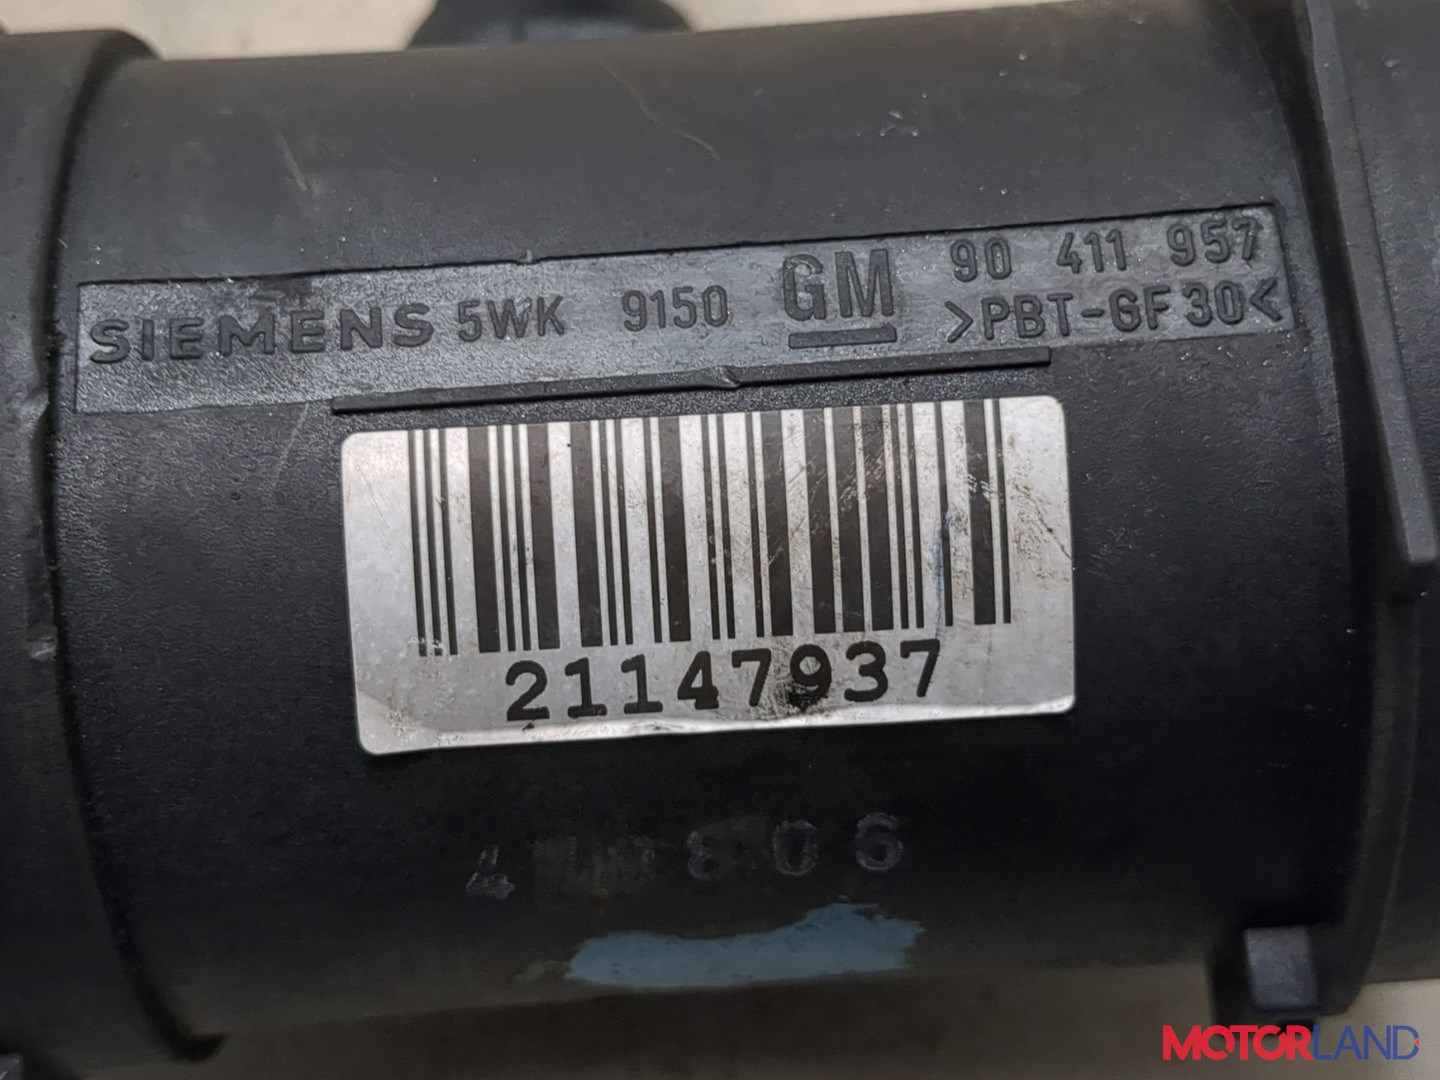 SIEMENS 5WK 9150 GM 90 411 957
>PBT-GF30<
21147937
MOTORLAND